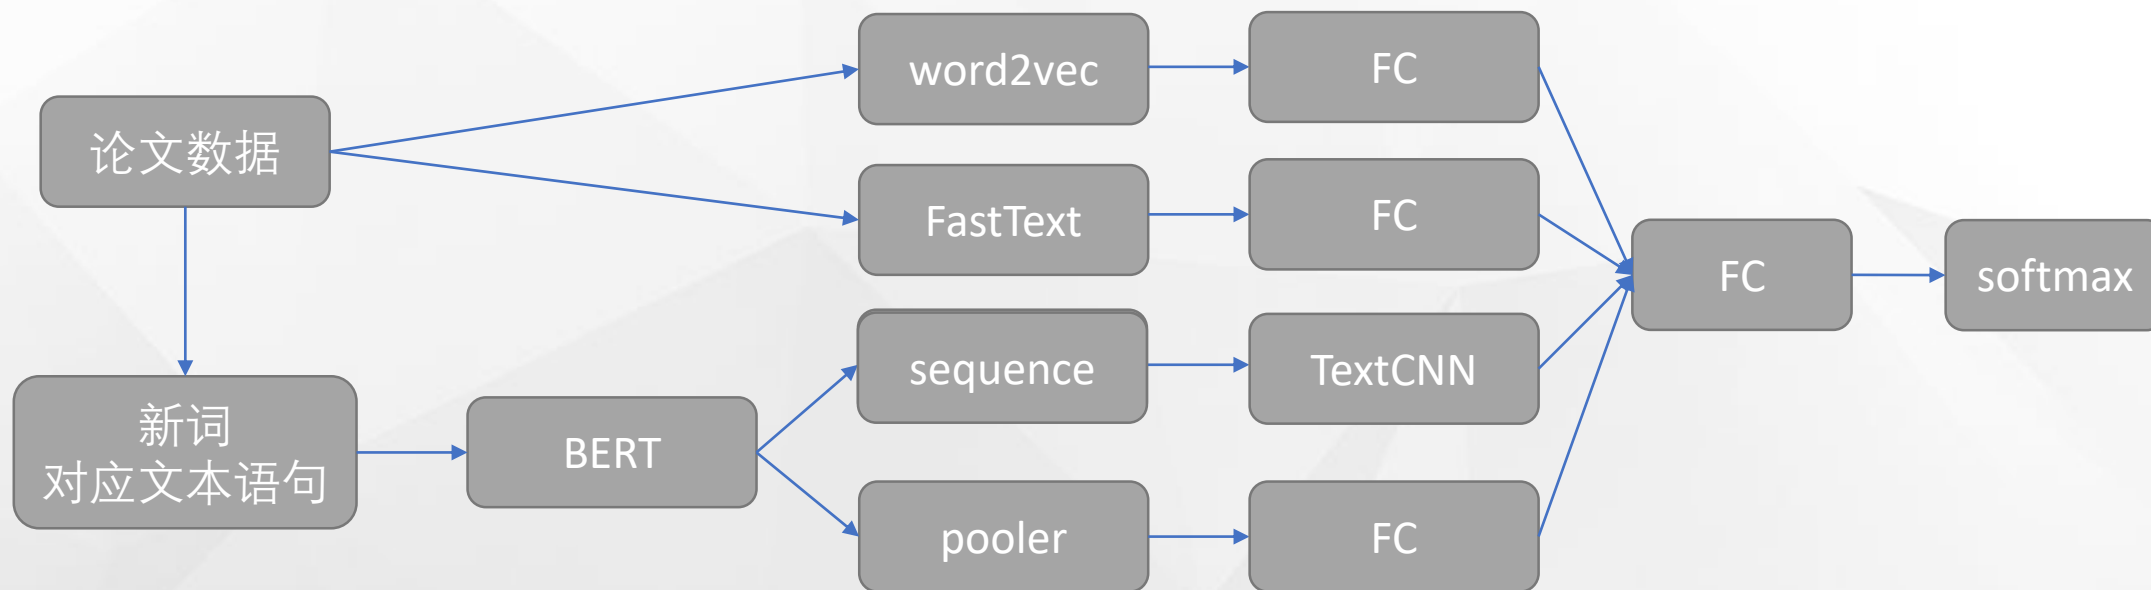 论文数据
word2vec
FC
FastText
FC
FC
softmax
新词
对应文本语句
BERT
sequence
TextCNN
pooler
FC